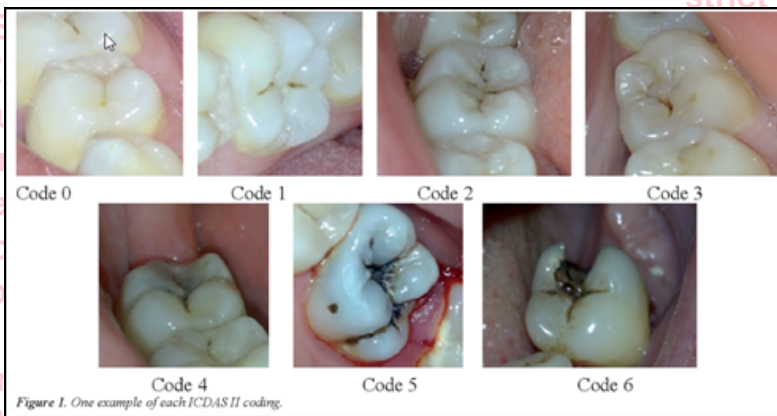 strict
Code 0 Code 1 Code 2 Code 3
Code 4 Code 5 Code 6
Figure 1. One example of each ICDAS II coding.